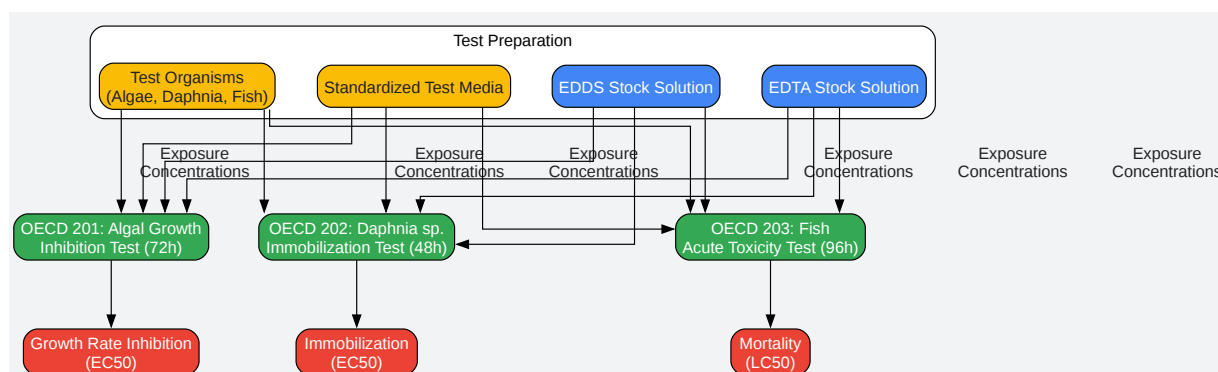 Test Preparation
Test Organisms
(Algae, Daphnia, Fish)
Standardized Test Media
EDDS Stock Solution
EDTA Stock Solution
Exposure
Concentrations
Exposure
Concentrations
Exposure
Concentrations
Exposure
Concentrations
Exposure
Concentrations
Exposure
Concentrations
OECD 201: Algal Growth
Inhibition Test (72h)
OECD 202: Daphnia sp.
Immobilization Test (48h)
OECD 203: Fish
Acute Toxicity Test (96h)
Growth Rate Inhibition
(EC50)
Immobilization
(EC50)
Mortality
(LC50)